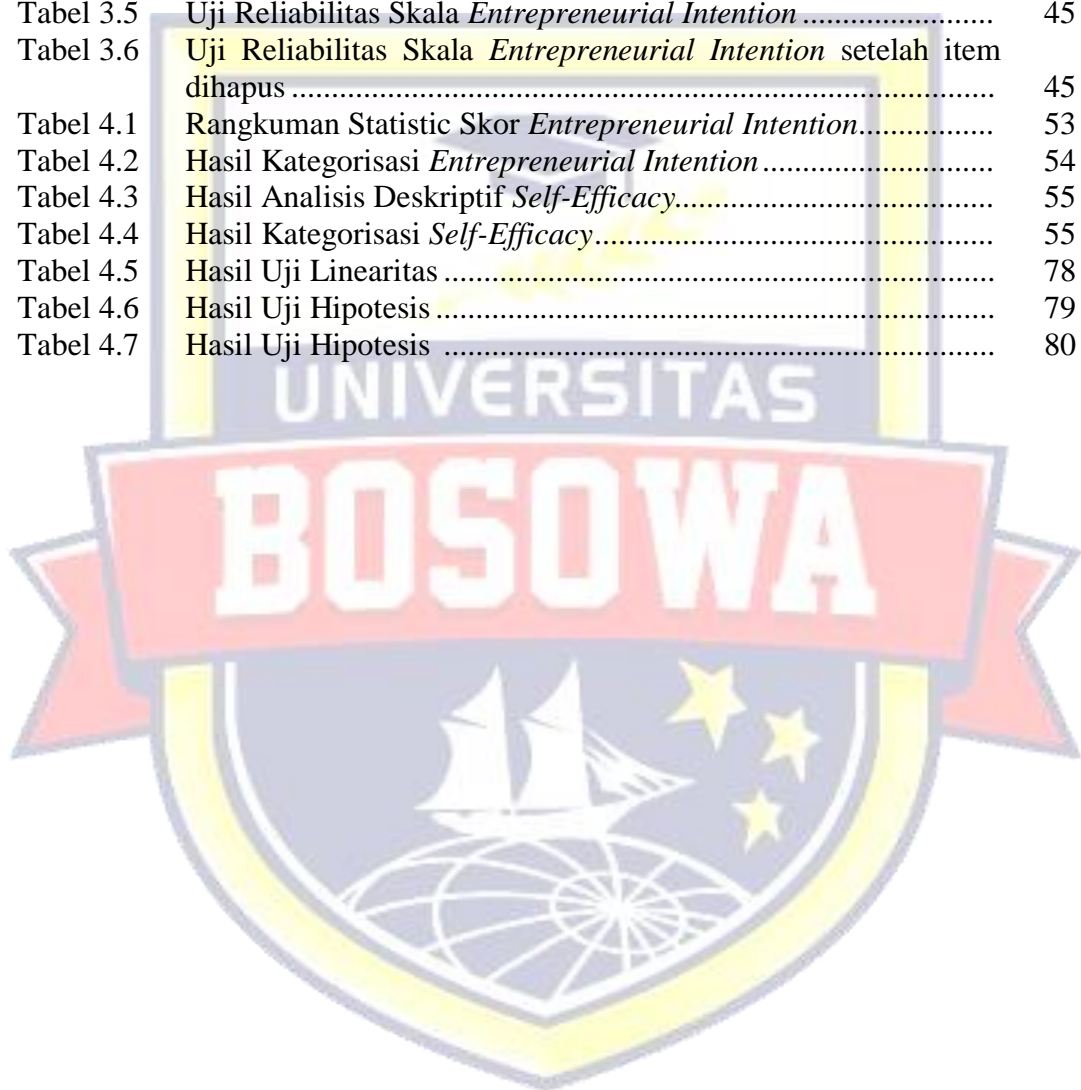 Tabel 3.5 Uji Reliabilitas Skala Entrepreneurial Intention ....................... 45
Tabel 3.6 Uji Reliabilitas Skala Entrepreneurial Intention setelah item
dihapus ..................................................................................... 45
Tabel 4.1 Rangkuman Statistic Skor Entrepreneurial Intention................ 53
Tabel 4.2 Hasil Kategorisasi Entrepreneurial Intention ............................ 54
Tabel 4.3 Hasil Analisis Deskriptif Self-Efficacy...................................... 55
Tabel 4.4 Hasil Kategorisasi Self-Efficacy................................................ 55
Tabel 4.5 Hasil Uji Linearitas ................................................................... 78
Tabel 4.6 Hasil Uji Hipotesis .................................................................... 79
Tabel 4.7 Hasil Uji Hipotesis ................................................................... 80
UNIVERSITAS
BOSOWA